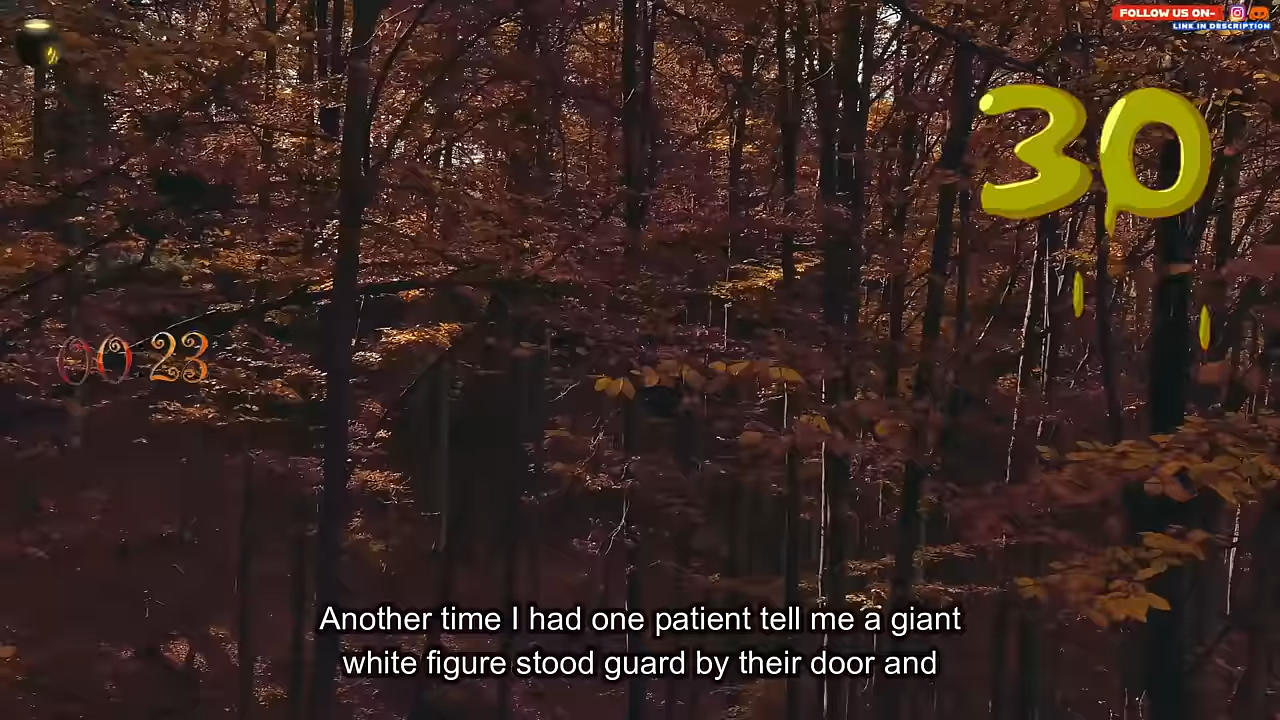 FOLLOW US ON-
LINK IN DESCRIPTION
30
00:23
Another time I had one patient tell me a giant
white figure stood guard by their door and